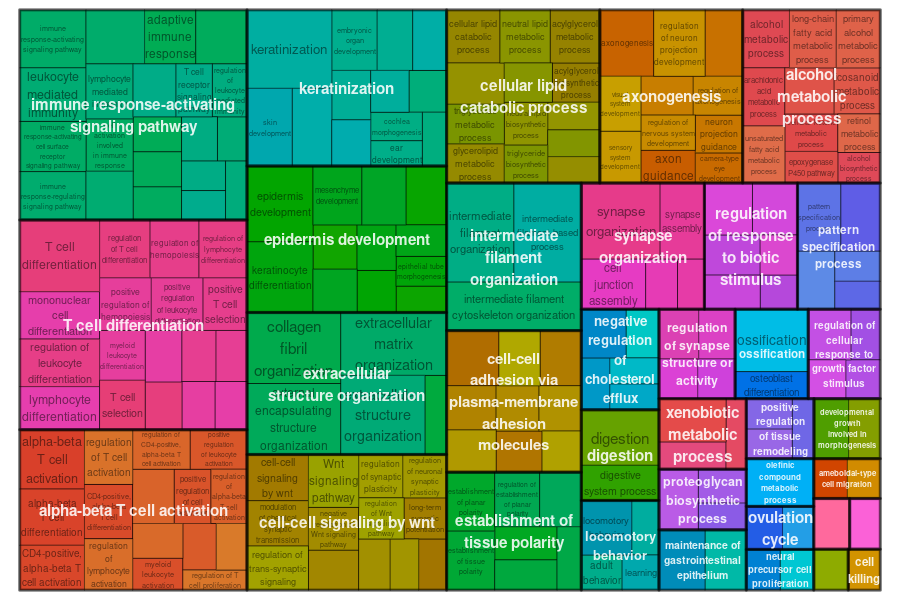 immune
response-activating
signaling pathway
adaptive
immune
response
leukocyte
mediated
immunity
lymphocyte
mediated
T cell
receptor
signaling
regulation
of
leukocyte
immune response-activating
signaling pathway
immune
response-activating
cell surface
receptor
signaling pathway
activation
involved
in immune
response
immune
response-regulating
signaling pathway
keratinization
embryonic
organ
development
keratinization
skin
development
cochlea
morphogenesis
ear
development
cellular lipid
catabolic
process
neutral lipid
metabolic
process
acylglycerol
metabolic
process
acylglycerol
biosynthetic
process
cellular lipid
catabolic process
metabolic
process
biosynthetic
process
glycerolipid
metabolic
process
triglyceride
biosynthetic
process
axonogenesis
regulation
of neuron
projection
development
axonogenesis
visual
system
development
regulation of
axonogenesis
regulation of
nervous system
development
neuron
projection
guidance
sensory
system
development
axon
guidance
camera-type
eye
development
alcohol
metabolic
process
long-chain
fatty acid
metabolic
process
primary
alcohol
metabolic
process
arachidonic
acid
metabolic
process
alcohol
metabolic
process
metabolic
process
unsaturated
fatty acid
metabolic
process
metabolic
process
retinol
metabolic
process
epoxygenase
P450 pathway
alcohol
biosynthetic
process
epidermis
development
mesenchyme
development
epidermis development
keratinocyte
differentiation
epithelial tube
morphogenesis
intermediate
filament
organization
intermediate
process
intermediate
filament
organization
intermediate filament
cytoskeleton organization
synapse
organization
synapse
assembly
synapse
organization
cell
junction
assembly
regulation
of response
to biotic
stimulus
pattern
specification
process
pattern
specification
process
T cell
differentiation
regulation
of T cell
differentiation
regulation of
hemopoiesis
regulation of
lymphocyte
differentiation
mononuclear
cell
differentiation
positive
regulation of
hemopoiesis
positive
regulation
of leukocyte
differentiation
positive
T cell
selection
T cell differentiation
regulation of
leukocyte
differentiation
myeloid
leukocyte
differentiation
lymphocyte
differentiation
T cell
selection
collagen
fibril
organization
extracellular
matrix
organization
extracellular
structure organization
encapsulating
structure
organization
structure
organization
cell-cell
adhesion via
plasma-membrane
adhesion
molecules
negative
regulation
of
cholesterol
efflux
regulation
of synapse
structure or
activity
ossification
ossification
osteoblast
differentiation
regulation of
cellular
response to
growth factor
stimulus
xenobiotic
metabolic
process
positive
regulation
of tissue
remodeling
developmental
growth
involved in
morphogenesis
digestion
digestion
digestive
system process
alpha-beta
T cell
activation
regulation
of T cell
activation
regulation of
CD4-positive,
alpha-beta T
cell activation
positive
regulation
of leukocyte
alpha-beta
T cell
differentiation
CD4-positive,
differentiation
positive
regulation
of cell
regulation
of
alpha-beta
alpha-beta T cell activation
CD4-positive,
alpha-beta T
cell activation
regulation
of
lymphocyte
activation
myeloid
leukocyte
activation
regulation of T
cell proliferation
cell-cell
signaling
by wnt
Wnt
signaling
pathway
regulation
of synaptic
plasticity
regulation
of neuronal
synaptic
plasticity
transmission
negative
Wnt signaling
pathway
regulation
of Wnt
pathway
long-term
cell-cell signaling by wnt
regulation of
trans-synaptic
signaling
establishment
of planar
polarity
regulation of
establishment
of planar
polarity
establishment of
tissue polarity
establishment
of tissue
polarity
locomotory
behavior
locomotory
behavior
adult
behavior
learning
proteoglycan
biosynthetic
process
olefinic
compound
metabolic
process
ameboidal-type
cell migration
ovulation
cycle
maintenance of
gastrointestinal
epithelium
neural
precursor cell
proliferation
cell
killing